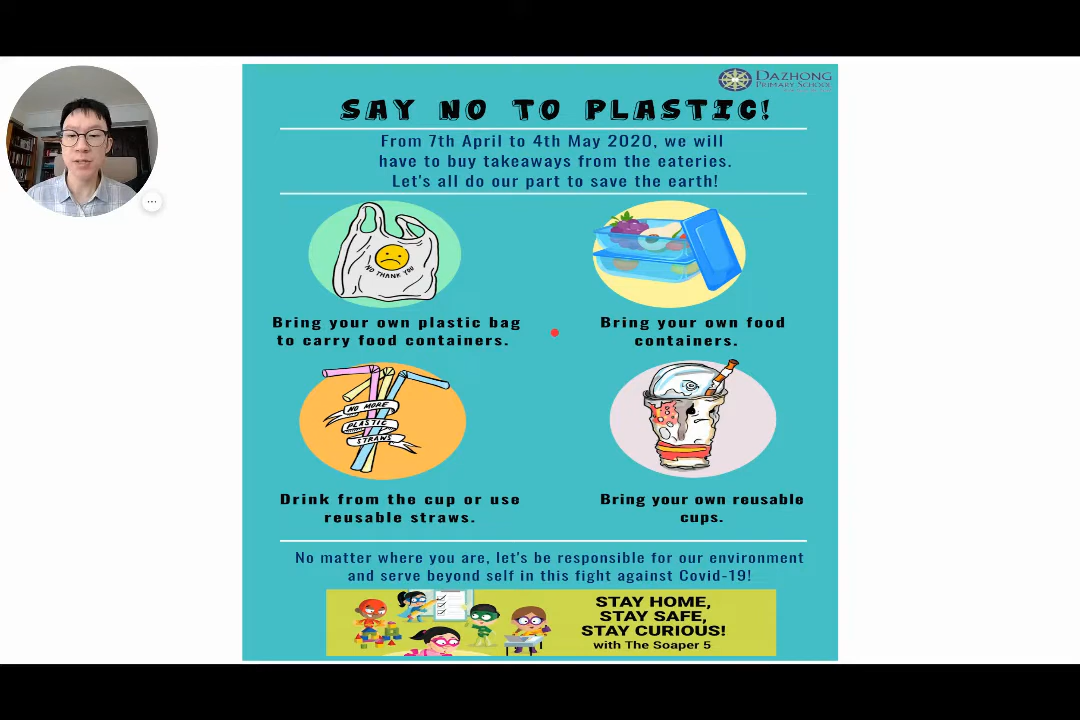 DAZHONG
PRIMARY SCHOOL
SAY NO TO PLASTIC!
From 7th April to 4th May 2020, we will
have to buy takeaways from the eateries.
Let's all do our part to save the earth!
NO THANK YOU
Bring your own plastic bag
to carry food containers.
Bring your own food
containers.
NO MORE
PLASTIC
STRAWS
Drink from the cup or use
reusable straws.
Bring your own reusable
cups.
No matter where you are, let's be responsible for our environment
and serve beyond self in this fight against Covid-19!
STAY HOME,
STAY SAFE,
STAY CURIOUS!
with The Soaper 5